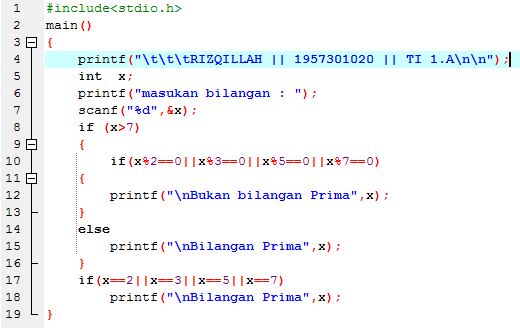 1 #include<stdio.h>
2 main()
3 {
4 printf("\t\t\tRIZQILLAH || 1957301020 || TI 1.A\n\n");
5 int  x;
6 printf("masukan bilangan : ");
7 scanf("%d",&x);
8 if (x>7)
9 {
10 if(x%2==0||x%3==0||x%5==0||x%7==0)
11 {
12 printf("\nBukan bilangan Prima",x);
13 }
14 else
15 printf("\nBilangan Prima",x);
16 }
17 if(x==2||x==3||x==5||x==7)
18 printf("\nBilangan Prima",x);
19 }